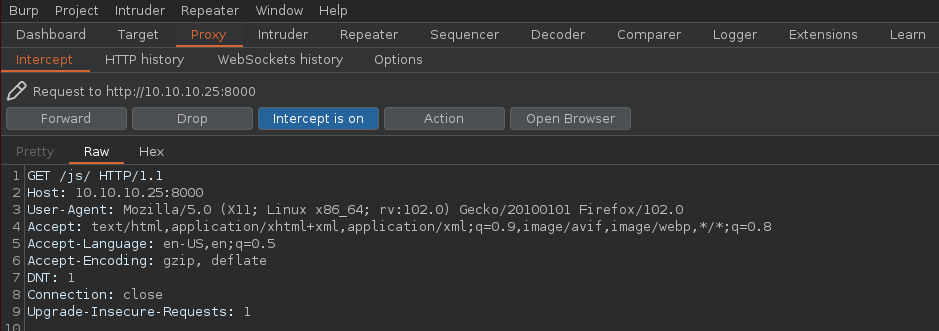 Burp Project Intruder Repeater Window Help
Dashboard Target Proxy Intruder Repeater Sequencer Decoder Comparer Logger Extensions Learn
Intercept HTTP history WebSockets history Options
Request to http://10.10.10.25:8000
Forward Drop Intercept is on Action Open Browser
Pretty Raw Hex
1 GET /js/ HTTP/1.1
2 Host: 10.10.10.25:8000
3 User-Agent: Mozilla/5.0 (X11; Linux x86_64; rv:102.0) Gecko/20100101 Firefox/102.0
4 Accept: text/html,application/xhtml+xml,application/xml;q=0.9,image/avif,image/webp,*/*;q=0.8
5 Accept-Language: en-US,en;q=0.5
6 Accept-Encoding: gzip, deflate
7 DNT: 1
8 Connection: close
9 Upgrade-Insecure-Requests: 1
10